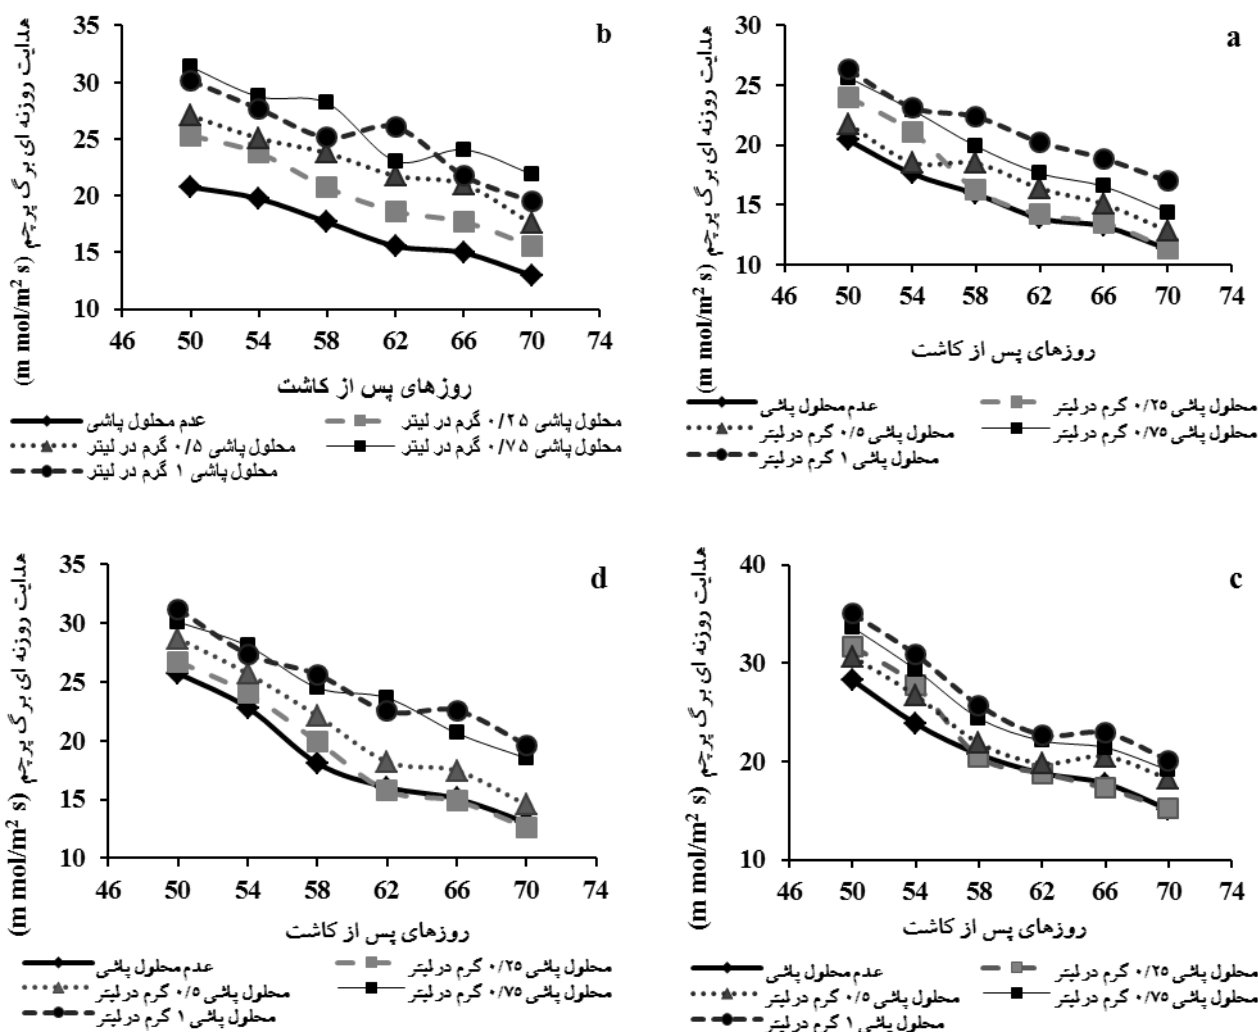 b
هدایت روزنه ای برگ پرچم (m mol/m² s)
35
30
25
20
15
10
46 50 54 58 62 66 70 74
روزهای پس از کاشت
عدم محلول پاشی
محلول پاشی ۰/۲۵ گرم در لیتر
محلول پاشی ۰/۵ گرم در لیتر
محلول پاشی ۰/۷۵ گرم در لیتر
محلول پاشی ۱ گرم در لیتر
a
هدایت روزنه ای برگ پرچم (m mol/m² s)
30
25
20
15
10
46 50 54 58 62 66 70 74
روزهای پس از کاشت
عدم محلول پاشی
محلول پاشی ۰/۲۵ گرم در لیتر
محلول پاشی ۰/۵ گرم در لیتر
محلول پاشی ۰/۷۵ گرم در لیتر
محلول پاشی ۱ گرم در لیتر
d
هدایت روزنه ای برگ پرچم (m mol/m² s)
35
30
25
20
15
10
46 50 54 58 62 66 70 74
روزهای پس از کاشت
عدم محلول پاشی
محلول پاشی ۰/۲۵ گرم در لیتر
محلول پاشی ۰/۵ گرم در لیتر
محلول پاشی ۰/۷۵ گرم در لیتر
محلول پاشی ۱ گرم در لیتر
c
هدایت روزنه ای برگ پرچم (m mol/m² s)
40
30
20
10
46 50 54 58 62 66 70 74
روزهای پس از کاشت
عدم محلول پاشی
محلول پاشی ۰/۲۵ گرم در لیتر
محلول پاشی ۰/۵ گرم در لیتر
محلول پاشی ۰/۷۵ گرم در لیتر
محلول پاشی ۱ گرم در لیتر